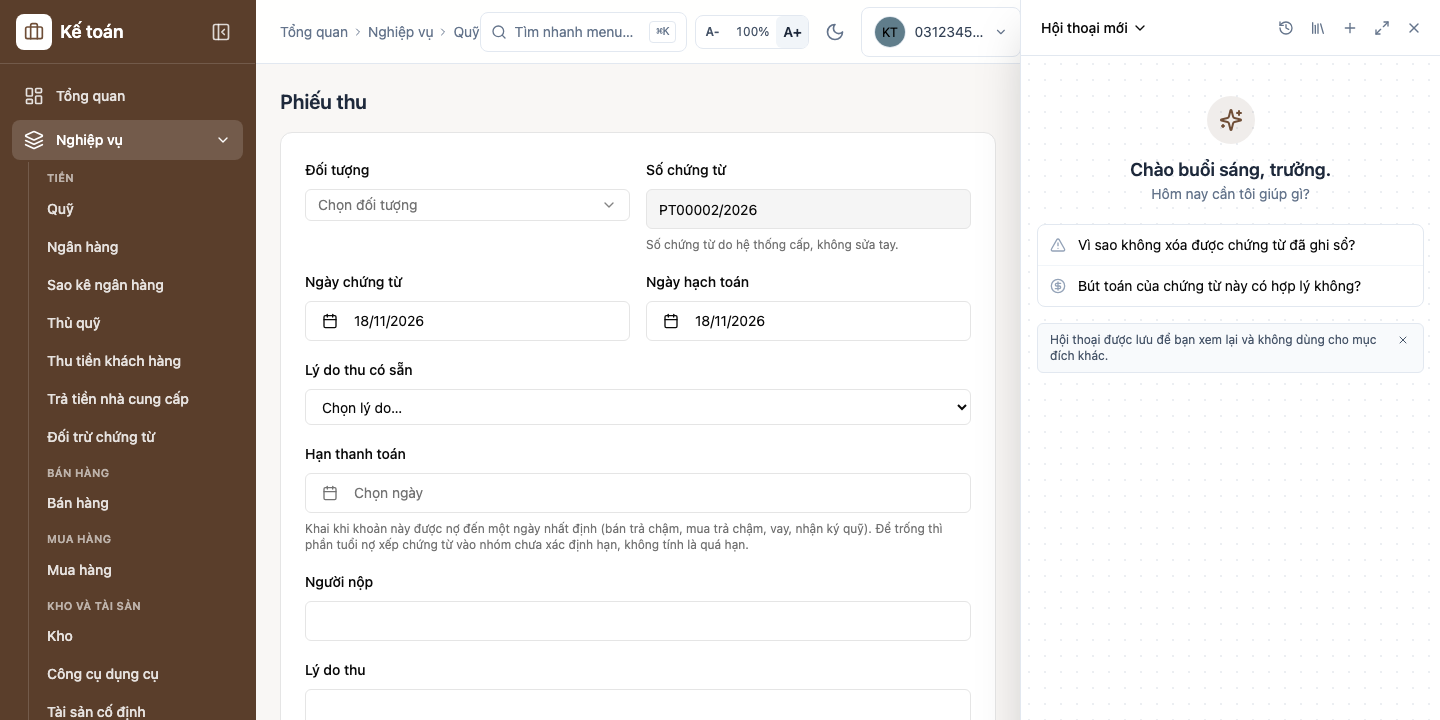 Kế toán
Tổng quan
Nghiệp vụ
TIỀN
Quỹ
Ngân hàng
Sao kê ngân hàng
Thủ quỹ
Thu tiền khách hàng
Trả tiền nhà cung cấp
Đối trừ chứng từ
BÁN HÀNG
Bán hàng
MUA HÀNG
Mua hàng
KHO VÀ TÀI SẢN
Kho
Công cụ dụng cụ
Tài sản cố định
Tổng quan > Nghiệp vụ > Quỹ
Tìm nhanh menu... ⌘K
A- 100% A+
KT 0312345...
Phiếu thu
Đối tượng
Chọn đối tượng
Số chứng từ
PT00002/2026
Số chứng từ do hệ thống cấp, không sửa tay.
Ngày chứng từ
18/11/2026
Ngày hạch toán
18/11/2026
Lý do thu có sẵn
Chọn lý do...
Hạn thanh toán
Chọn ngày
Khai khi khoản này được nợ đến một ngày nhất định (bán trả chậm, mua trả chậm, vay, nhận ký quỹ). Để trống thì
phần tuổi nợ xếp chứng từ vào nhóm chưa xác định hạn, không tính là quá hạn.
Người nộp
Lý do thu
Hội thoại mới
Chào buổi sáng, trưởng.
Hôm nay cần tôi giúp gì?
Vì sao không xóa được chứng từ đã ghi sổ?
Bút toán của chứng từ này có hợp lý không?
Hội thoại được lưu để bạn xem lại và không dùng cho mục
đích khác.